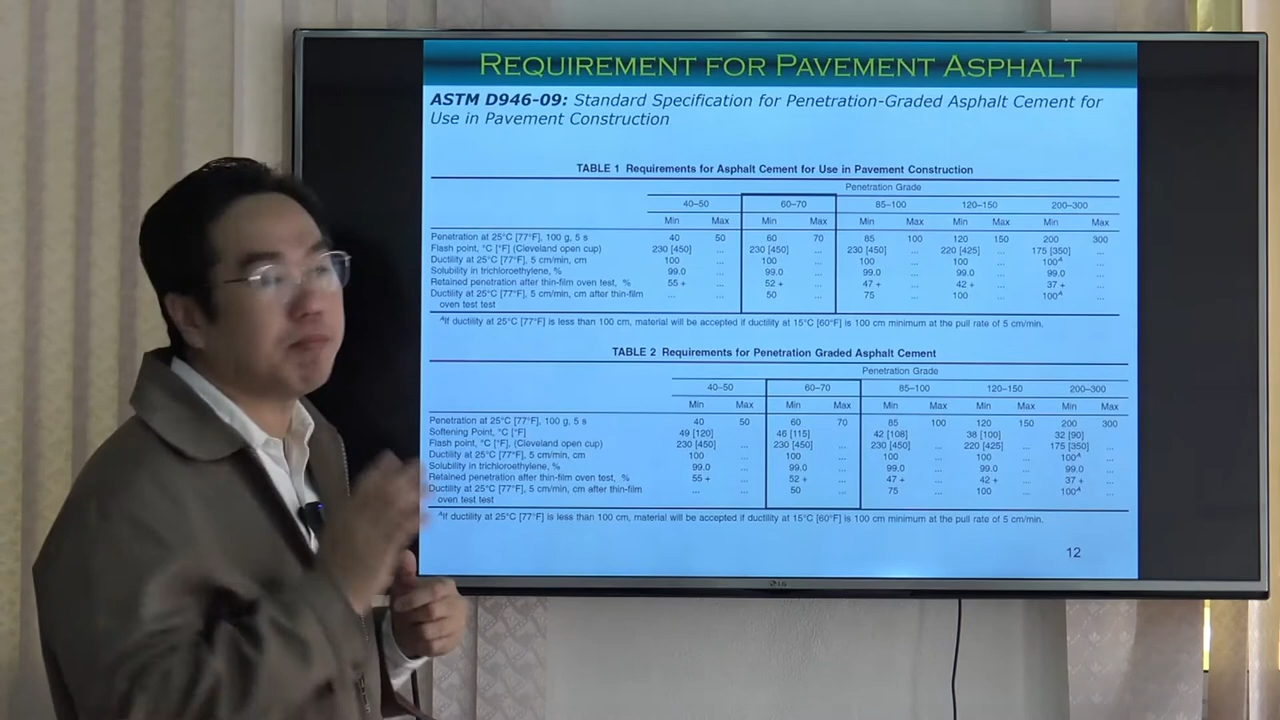 REQUIREMENT FOR PAVEMENT ASPHALT
ASTM D946-09: Standard Specification for Penetration-Graded Asphalt Cement for
Use in Pavement Construction
TABLE 1 Requirements for Asphalt Cement for Use in Pavement Construction
Penetration Grade
40–50 60–70 85–100 120–150 200–300
Min Max Min Max Min Max Min Max Min Max
Penetration at 25°C [77°F], 100 g, 5 s 40 50 60 70 85 100 120 150 200 300
Flash point, °C [°F] (Cleveland open cup) 230 [450] ... 230 [450] ... 230 [450] ... 220 [425] ... 175 [350] ...
Ductility at 25°C [77°F], 5 cm/min, cm 100 ... 100 ... 100 ... 100 ... 100ᴬ ...
Solubility in trichloroethylene, % 99.0 ... 99.0 ... 99.0 ... 99.0 ... 99.0 ...
Retained penetration after thin-film oven test, % 55 + ... 52 + ... 47 + ... 42 + ... 37 + ...
Ductility at 25°C [77°F], 5 cm/min, cm after thin-film ... ... 50 ... 75 ... 100 ... 100ᴬ ...
oven test test
ᴬIf ductility at 25°C [77°F] is less than 100 cm, material will be accepted if ductility at 15°C [60°F] is 100 cm minimum at the pull rate of 5 cm/min.
TABLE 2 Requirements for Penetration Graded Asphalt Cement
Penetration Grade
40–50 60–70 85–100 120–150 200–300
Min Max Min Max Min Max Min Max Min Max
Penetration at 25°C [77°F], 100 g, 5 s 40 50 60 70 85 100 120 150 200 300
Softening Point, °C [°F] 49 [120] 46 [115] 42 [108] 38 [100] 32 [90]
Flash point, °C [°F], (Cleveland open cup) 230 [450] ... 230 [450] ... 230 [450] ... 220 [425] ... 175 [350] ...
Ductility at 25°C [77°F], 5 cm/min, cm 100 ... 100 ... 100 ... 100 ... 100ᴬ ...
Solubility in trichloroethylene, % 99.0 ... 99.0 ... 99.0 ... 99.0 ... 99.0 ...
Retained penetration after thin-film oven test, % 55 + ... 52 + ... 47 + ... 42 + ... 37 + ...
Ductility at 25°C [77°F], 5 cm/min, cm after thin-film ... ... 50 ... 75 ... 100 ... 100ᴬ ...
oven test test
ᴬIf ductility at 25°C [77°F] is less than 100 cm, material will be accepted if ductility at 15°C [60°F] is 100 cm minimum at the pull rate of 5 cm/min.
12
LG